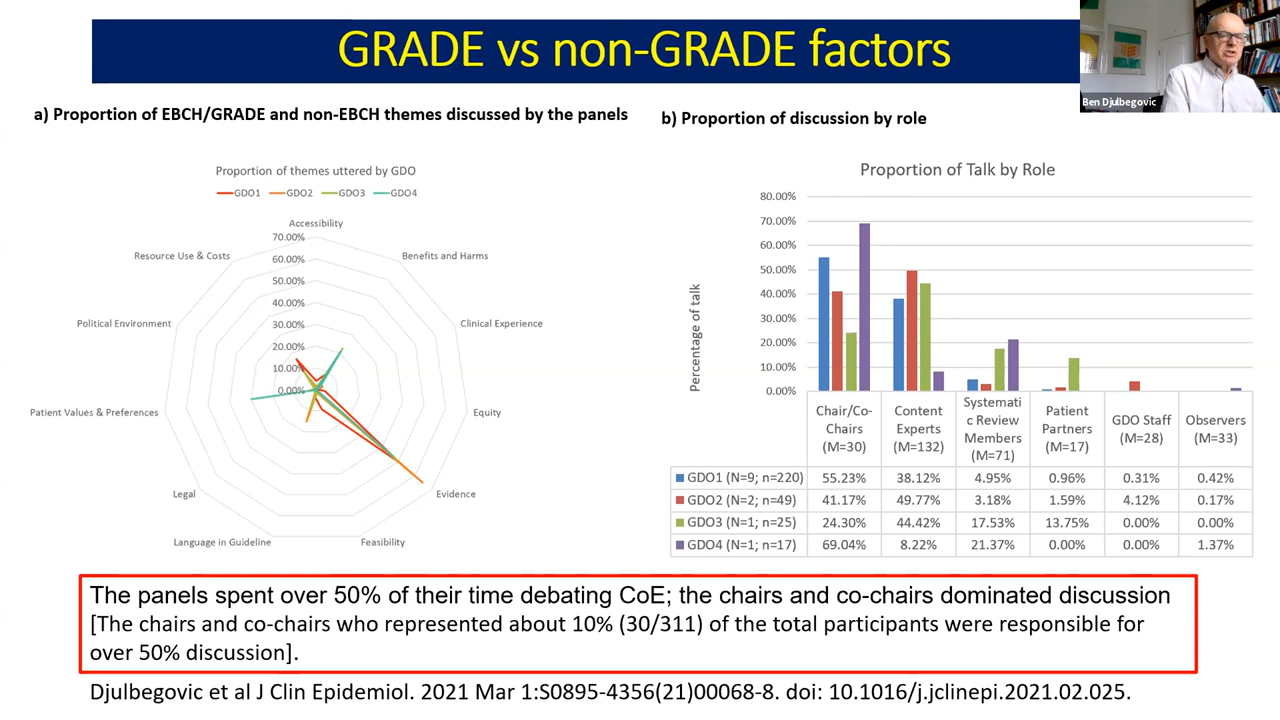 GRADE vs non-GRADE factors
Ben Djulbegovic
a) Proportion of EBCH/GRADE and non-EBCH themes discussed by the panels
b) Proportion of discussion by role
Proportion of themes uttered by GDO
GDO1 GDO2 GDO3 GDO4
Accessibility
Benefits and Harms
Clinical Experience
Equity
Evidence
Feasibility
Language in Guideline
Legal
Patient Values & Preferences
Political Environment
Resource Use & Costs
70.00%
60.00%
50.00%
40.00%
30.00%
20.00%
10.00%
0.00%
Proportion of Talk by Role
Percentage of talk
80.00%
70.00%
60.00%
50.00%
40.00%
30.00%
20.00%
10.00%
0.00%
Chair/Co-
Chairs
(M=30)
Content
Experts
(M=132)
Systemati
c Review
Members
(M=71)
Patient
Partners
(M=17)
GDO Staff
(M=28)
Observers
(M=33)
GDO1 (N=9; n=220) 55.23% 38.12% 4.95% 0.96% 0.31% 0.42%
GDO2 (N=2; n=49) 41.17% 49.77% 3.18% 1.59% 4.12% 0.17%
GDO3 (N=1; n=25) 24.30% 44.42% 17.53% 13.75% 0.00% 0.00%
GDO4 (N=1; n=17) 69.04% 8.22% 21.37% 0.00% 0.00% 1.37%
The panels spent over 50% of their time debating CoE; the chairs and co-chairs dominated discussion
[The chairs and co-chairs who represented about 10% (30/311) of the total participants were responsible for
over 50% discussion].
Djulbegovic et al J Clin Epidemiol. 2021 Mar 1:S0895-4356(21)00068-8. doi: 10.1016/j.jclinepi.2021.02.025.